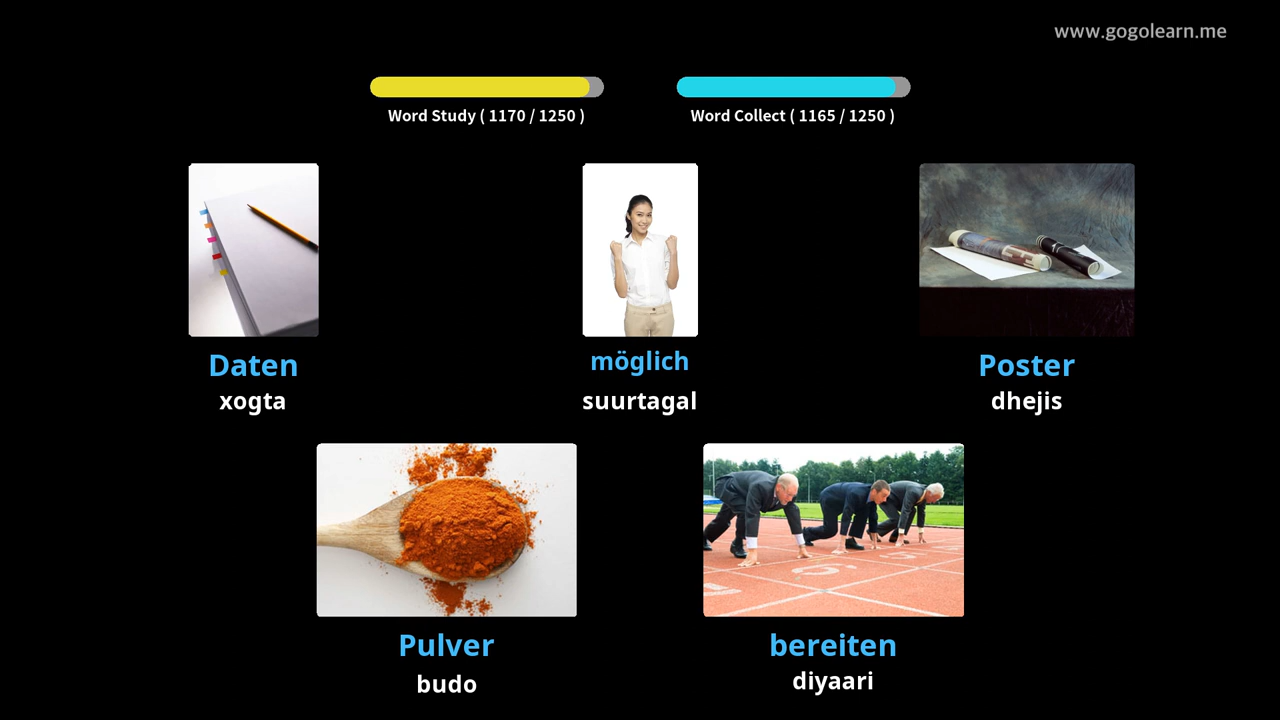 www.gogolearn.me
Word Study ( 1170 / 1250 )
Word Collect ( 1165 / 1250 )
Daten
xogta
möglich
suurtagal
Poster
dhejis
Pulver
budo
bereiten
diyaari